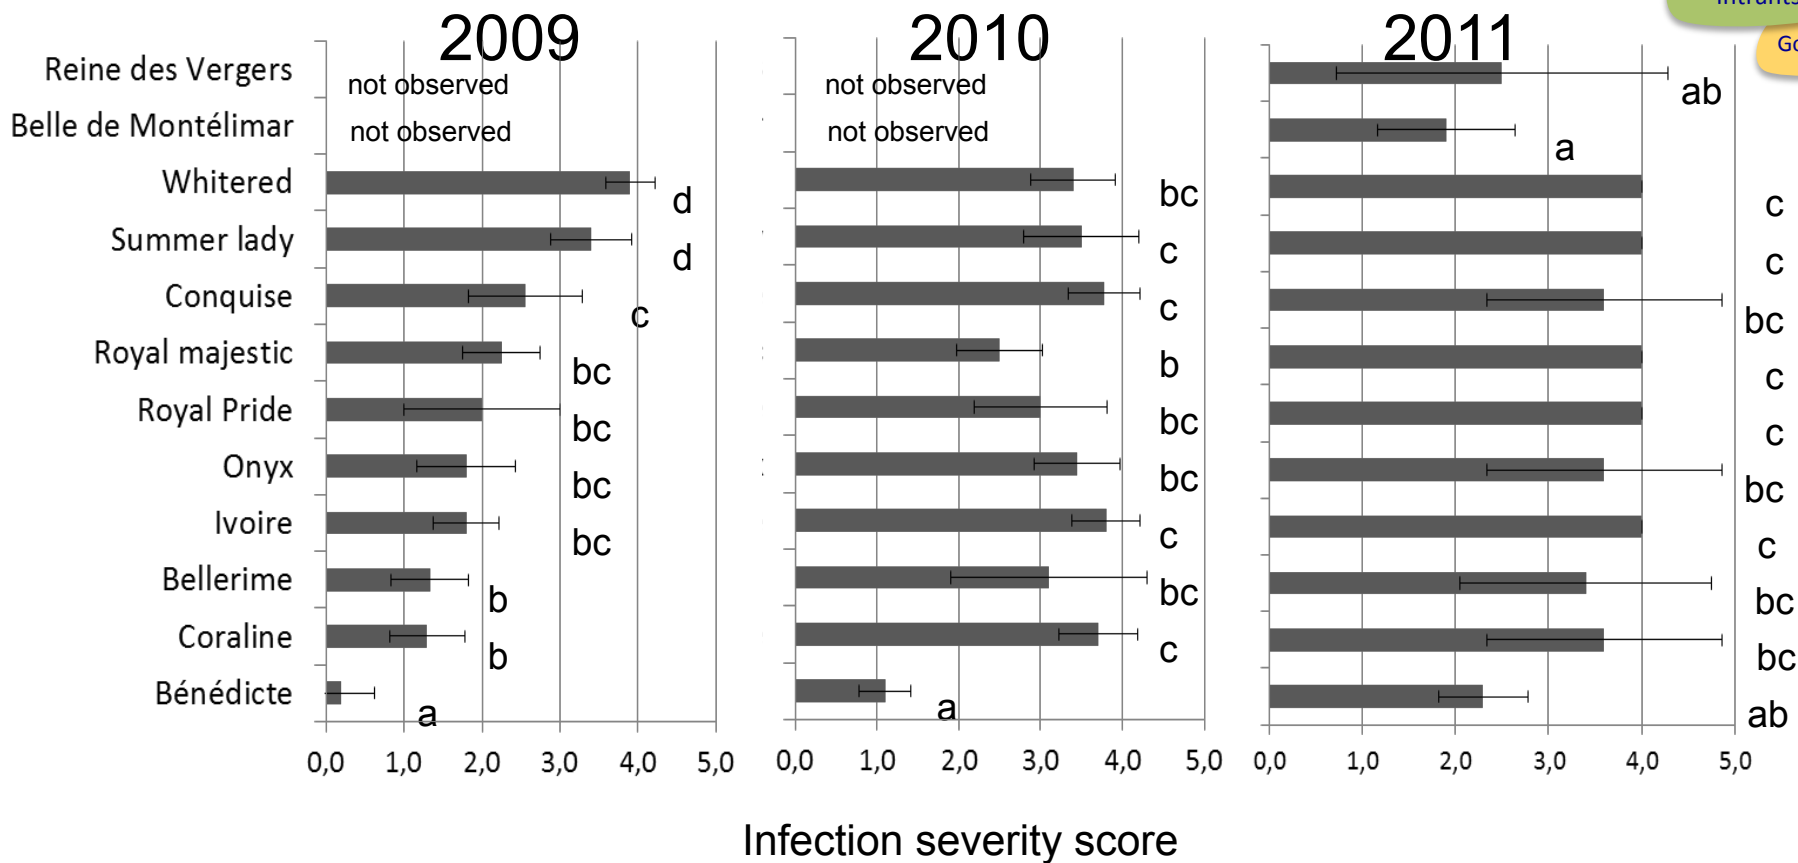 2009 2010 2011
Intrants
Go
Reine des Vergers not observed not observed ab
Belle de Montélimar not observed not observed a
Whitered d bc c
Summer lady d c c
Conquise c c bc
Royal majestic bc b c
Royal Pride bc bc c
Onyx bc bc bc
Ivoire bc c c
Bellerime b bc bc
Coraline b c bc
Bénédicte a a ab
0,0 1,0 2,0 3,0 4,0 5,0 0,0 1,0 2,0 3,0 4,0 5,0 0,0 1,0 2,0 3,0 4,0 5,0
Infection severity score